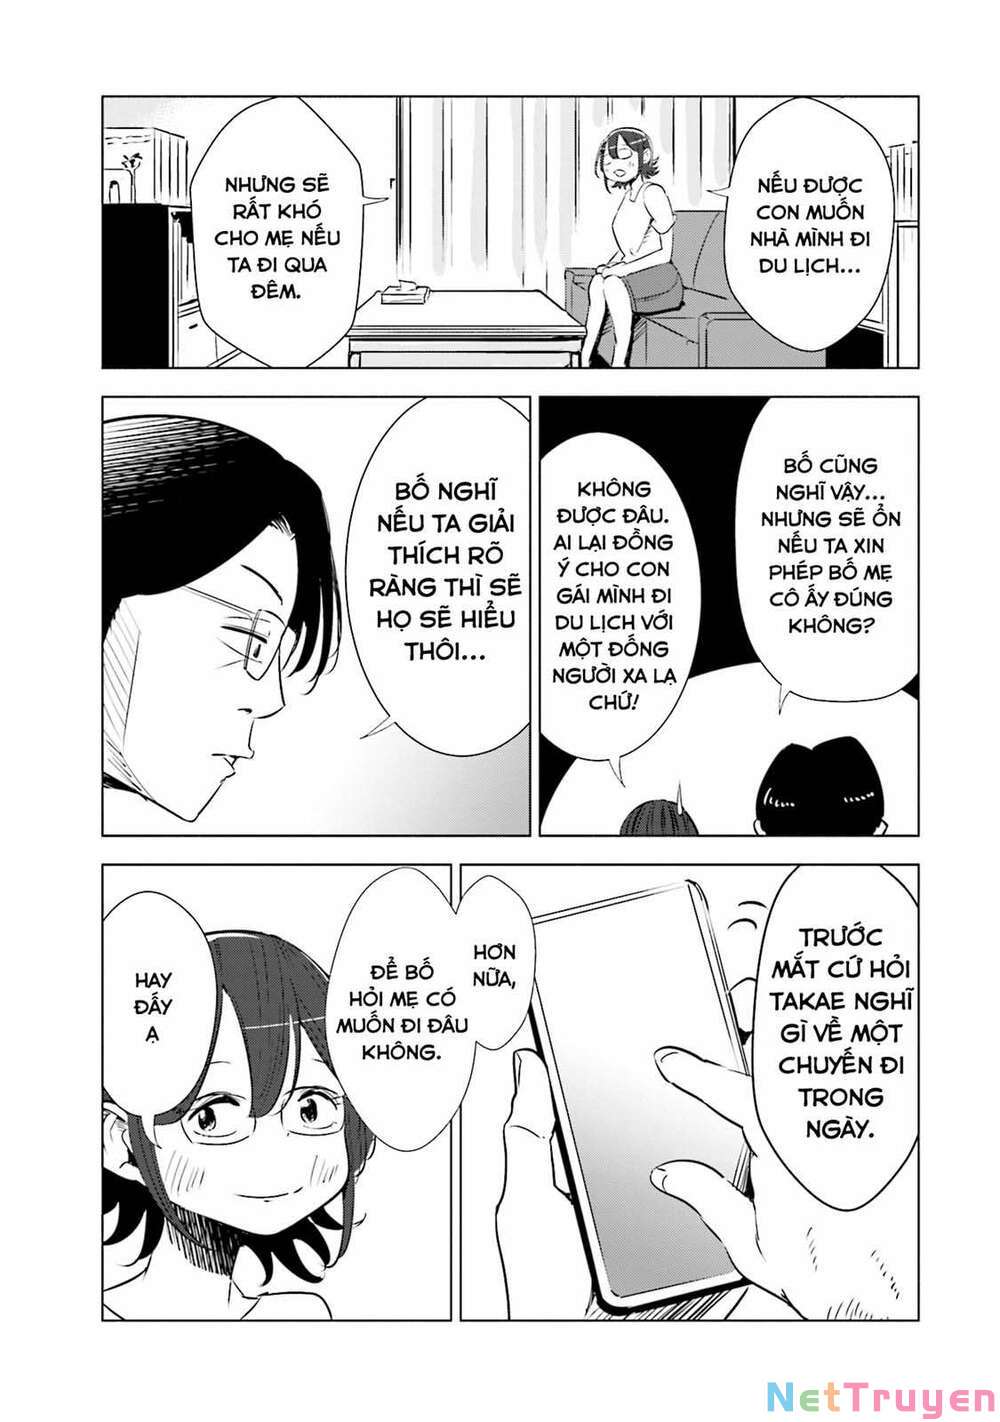 NẾU ĐƯỢC
CON MUỐN
NHÀ MÌNH ĐI
DU LỊCH...
NHƯNG SẼ
RẤT KHÓ
CHO MẸ NẾU
TA ĐI QUA
ĐÊM.
BỐ CŨNG
NGHĨ VẬY...
NHƯNG SẼ ỔN
NẾU TA XIN
PHÉP BỐ MẸ
CÔ ẤY ĐÚNG
KHÔNG?
KHÔNG
ĐƯỢC ĐÂU.
AI LẠI ĐỒNG
Ý CHO CON
GÁI MÌNH ĐI
DU LỊCH VỚI
MỘT ĐỐNG
NGƯỜI XA LẠ
CHỨ!
BỐ NGHĨ
NẾU TA GIẢI
THÍCH RÕ
RÀNG THÌ SẼ
HỌ SẼ HIỂU
THÔI...
TRƯỚC
MẮT CỨ HỎI
TAKAE NGHĨ
GÌ VỀ MỘT
CHUYẾN ĐI
TRONG
NGÀY.
HƠN
NỮA,
ĐỂ BỐ
HỎI MẸ CÓ
MUỐN ĐI ĐÂU
KHÔNG.
HAY
ĐẤY
Ạ
NetTruyen